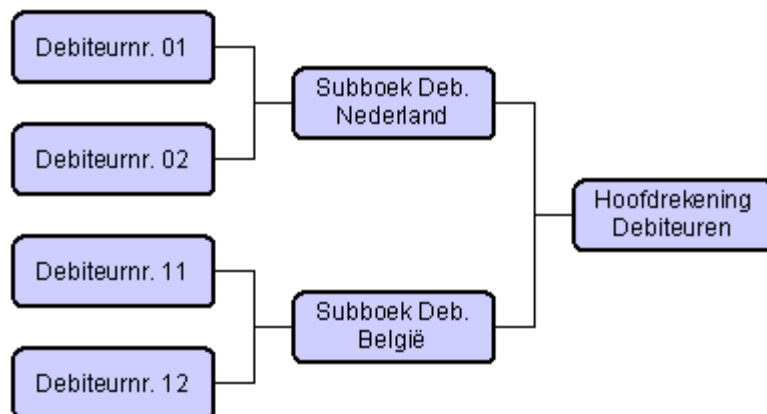 Debiteurnr. 01
Debiteurnr. 02
Debiteurnr. 11
Debiteurnr. 12
Subboek Deb.
Nederland
Subboek Deb.
België
Hoofdrekening
Debiteuren